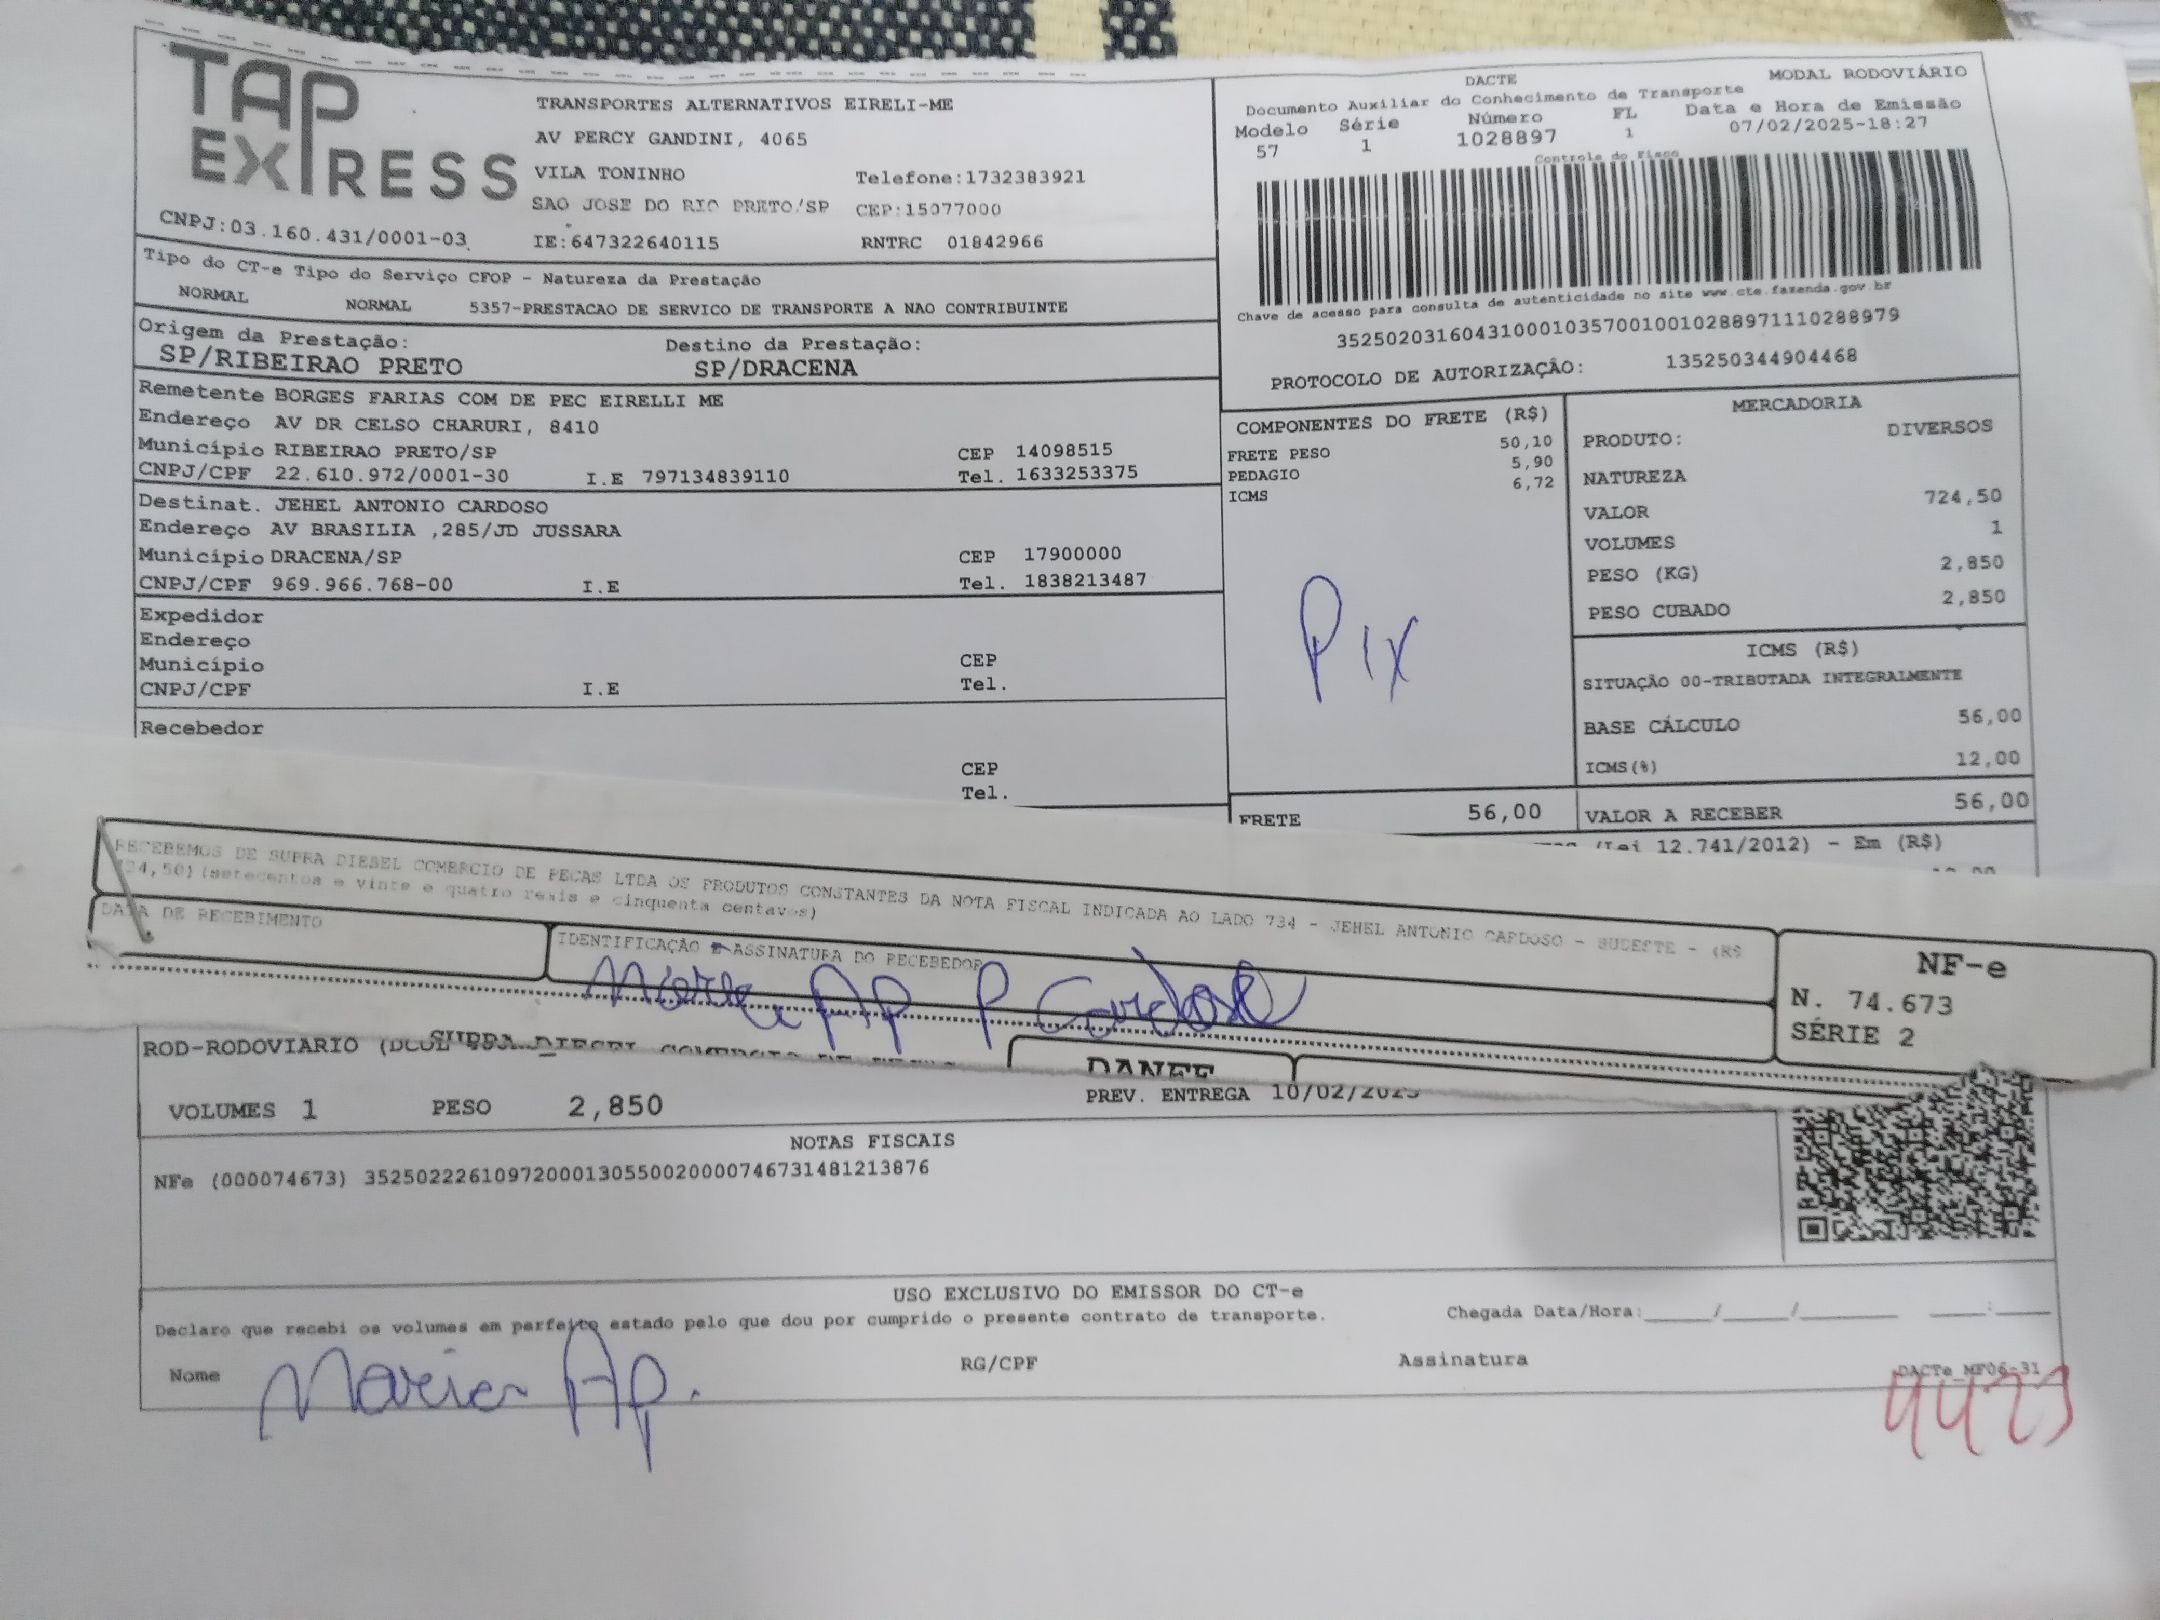 TAP
EXPRESS
CNPJ:03.160.431/0001-03
TRANSPORTES ALTERNATIVOS EIRELI-ME
AV PERCY GANDINI, 4065
VILA TONINHO Telefone:1732383921
SAO JOSE DO RIO PRETO/SP CEP:15077000
IE:647322640115 RNTRC 01842966
DACTE MODAL RODOVIÁRIO
Documento Auxiliar do Conhecimento de Transporte
Modelo Série Número FL Data e Hora de Emissão
57 1 1028897 1 07/02/2025-18:27
Controle do Fisco
Chave de acesso para consulta de autenticidade no site www.cte.fazenda.gov.br
35250203160431000103570010010288971110288979
PROTOCOLO DE AUTORIZAÇÃO: 135250344904468
Tipo do CT-e Tipo do Serviço CFOP - Natureza da Prestação
NORMAL NORMAL 5357-PRESTACAO DE SERVICO DE TRANSPORTE A NAO CONTRIBUINTE
Origem da Prestação: Destino da Prestação:
SP/RIBEIRAO PRETO SP/DRACENA
Remetente BORGES FARIAS COM DE PEC EIRELLI ME
Endereço AV DR CELSO CHARURI, 8410
Município RIBEIRAO PRETO/SP CEP 14098515
CNPJ/CPF 22.610.972/0001-30 I.E 797134839110 Tel. 1633253375
Destinat. JEHEL ANTONIO CARDOSO
Endereço AV BRASILIA ,285/JD JUSSARA
Município DRACENA/SP CEP 17900000
CNPJ/CPF 969.966.768-00 I.E Tel. 1838213487
Expedidor
Endereço
Município CEP
CNPJ/CPF I.E Tel.
Recebedor
CEP
Tel.
COMPONENTES DO FRETE (R$)
FRETE PESO 50,10
PEDAGIO 5,90
ICMS 6,72
Pix
FRETE 56,00
MERCADORIA
PRODUTO: DIVERSOS
NATUREZA
VALOR 724,50
VOLUMES 1
PESO (KG) 2,850
PESO CUBADO 2,850
ICMS (R$)
SITUAÇÃO 00-TRIBUTADA INTEGRALMENTE
BASE CÁLCULO 56,00
ICMS(%) 12,00
VALOR A RECEBER 56,00
(Lei 12.741/2012) - Em (R$)
RECEBEMOS DE SUPRA DIESEL COMERCIO DE PECAS LTDA OS PRODUTOS CONSTANTES DA NOTA FISCAL INDICADA AO LADO 734 - JEHEL ANTONIO CARDOSO - SUDESTE - (R$
724,50)(setecentos e vinte e quatro reais e cinquenta centavos)
DATA DE RECEBIMENTO
IDENTIFICAÇÃO E ASSINATURA DO RECEBEDOR
Maria AP P Cardoso
NF-e
N. 74.673
SÉRIE 2
SUPRA DIESEL COMERCIO DE
DANFE
ROD-RODOVIARIO
VOLUMES 1 PESO 2,850 PREV. ENTREGA 10/02/2025
NOTAS FISCAIS
NFe (000074673) 35250222610972000130550020000746731481213876
USO EXCLUSIVO DO EMISSOR DO CT-e
Declaro que recebi os volumes em perfeito estado pelo que dou por cumprido o presente contrato de transporte. Chegada Data/Hora:____/____/______ ____:____
Nome Maria Ap. RG/CPF Assinatura DACTe_MF06-31
4423